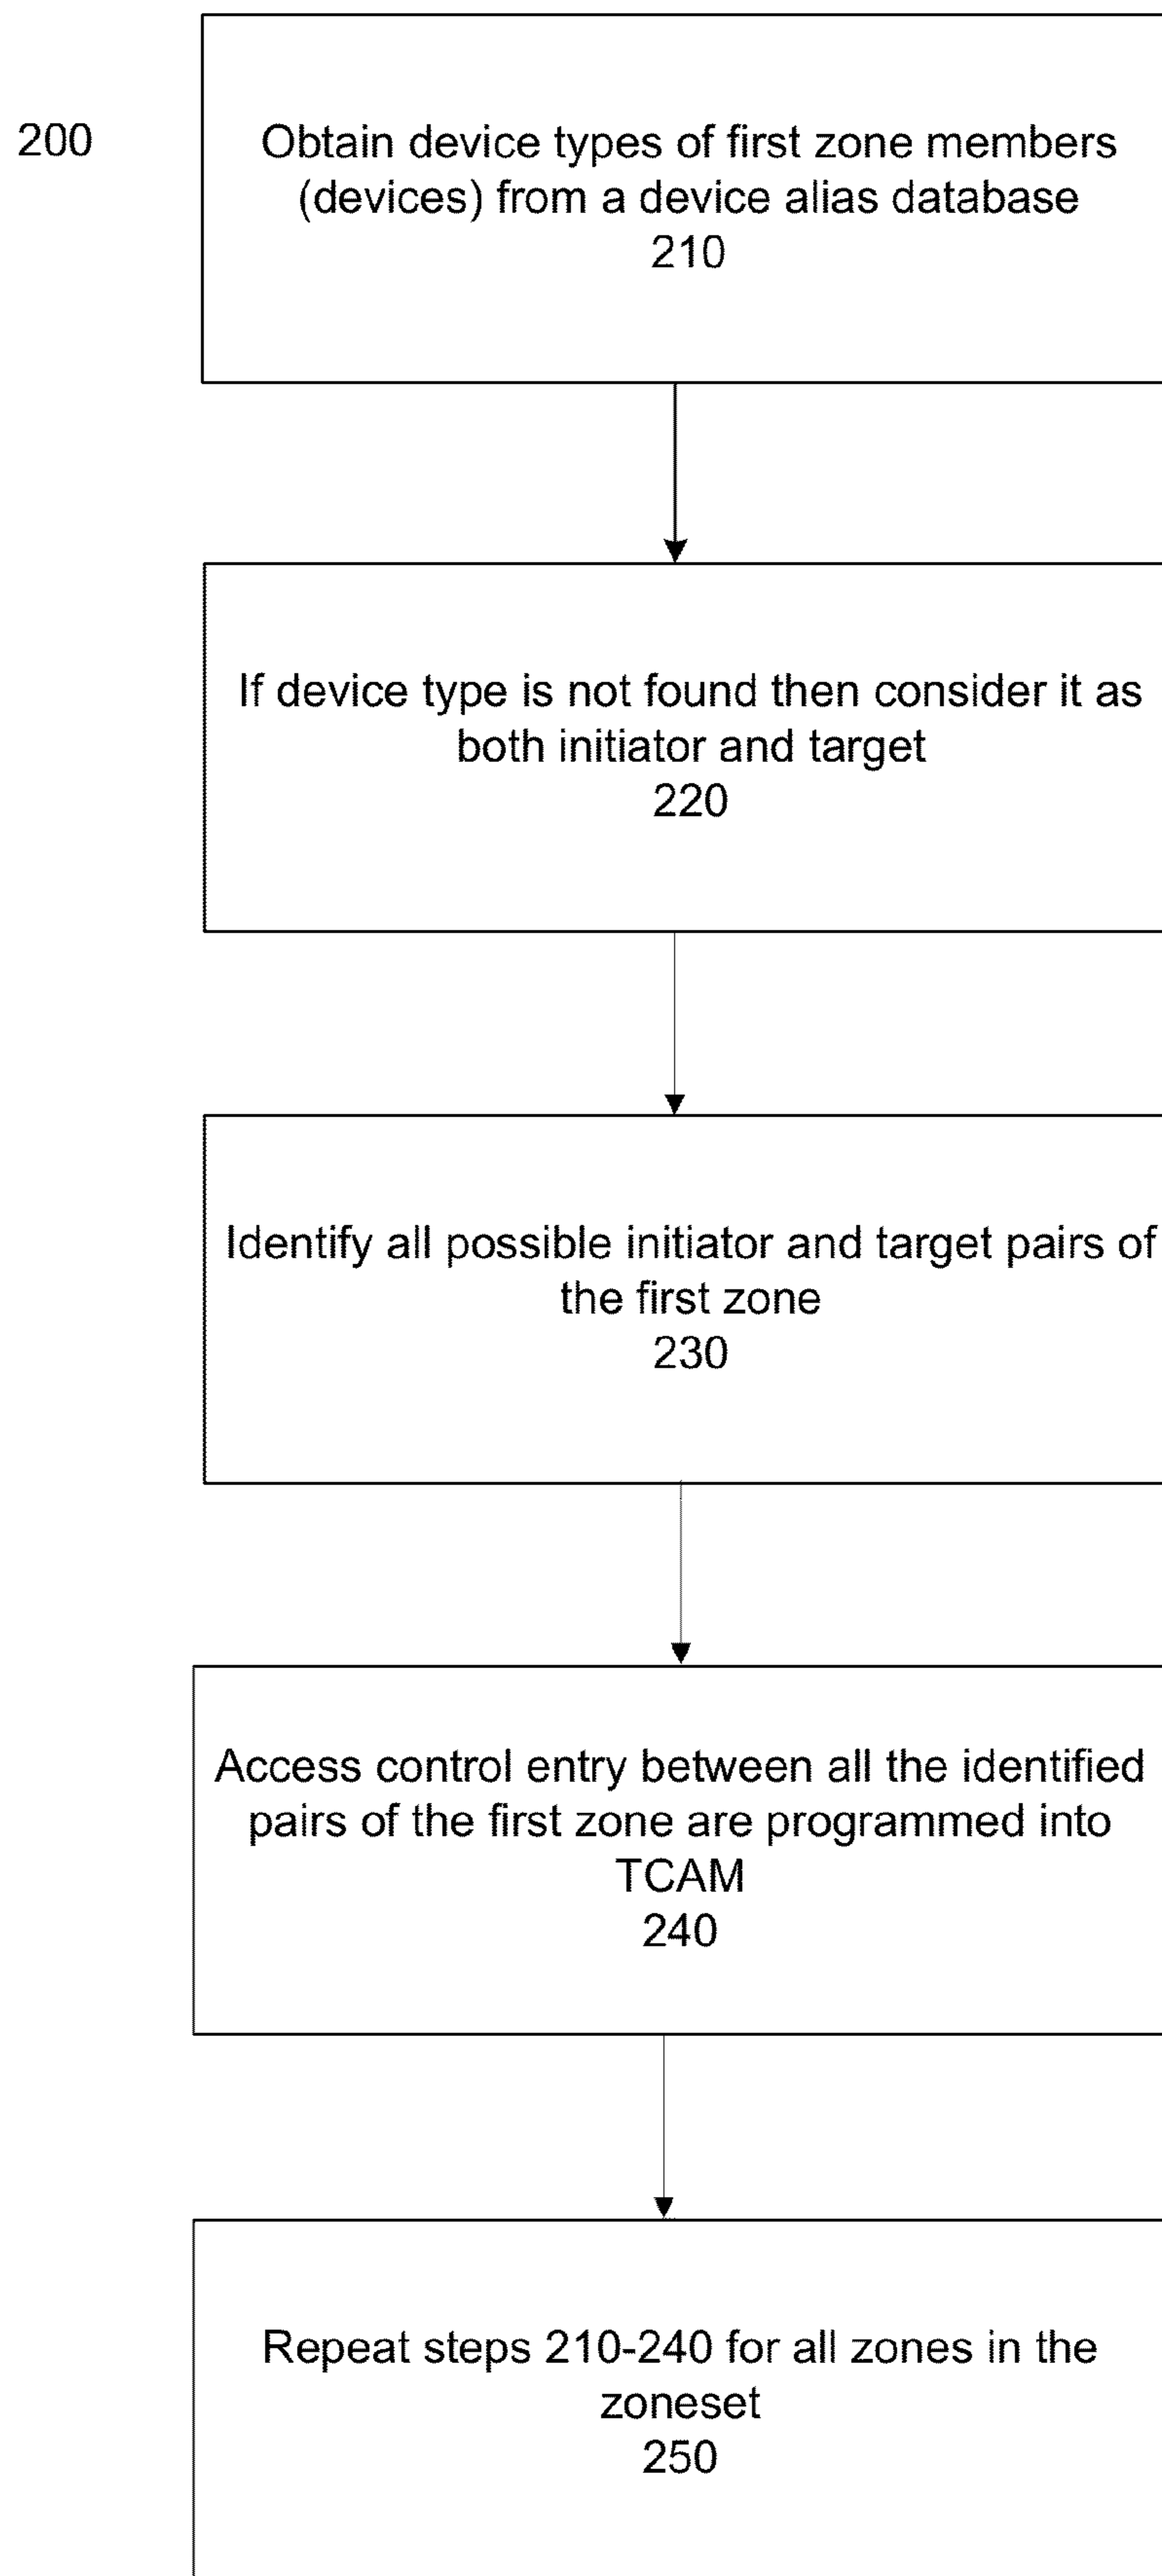 200
Obtain device types of first zone members
(devices) from a device alias database
210
If device type is not found then consider it as
both initiator and target
220
Identify all possible initiator and target pairs of
the first zone
230
Access control entry between all the identified
pairs of the first zone are programmed into
TCAM
240
Repeat steps 210-240 for all zones in the
zoneset
250